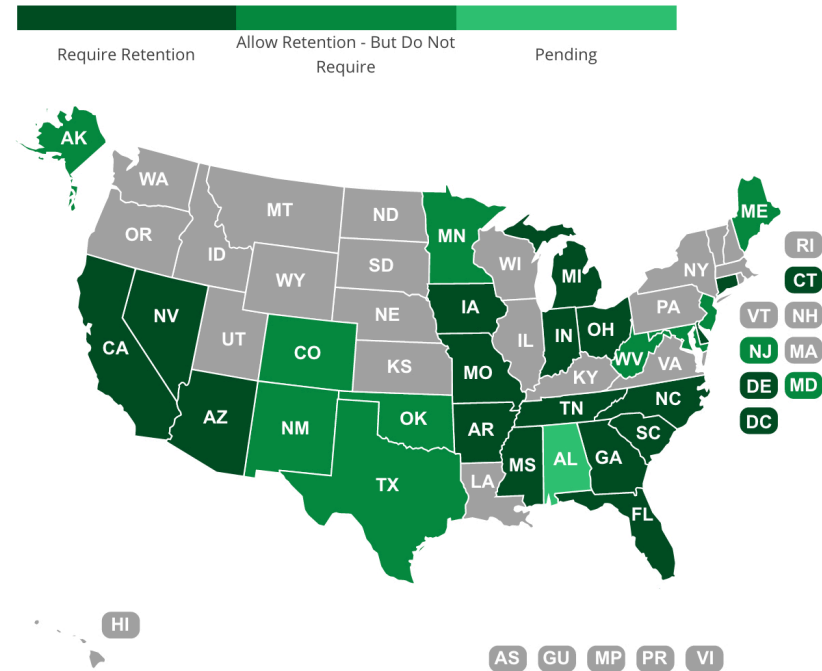 Require Retention
Allow Retention - But Do Not
Require
Pending
AK
WA
MT
ND
MN
ME
OR
ID
WY
SD
WI
MI
NY
RI
CT
NV
UT
CO
NE
KS
IA
IL
IN
OH
PA
VT
NH
CA
MO
WV
VA
KY
NJ
MA
AZ
NM
OK
AR
TN
NC
DE
MD
SC
DC
TX
LA
MS
AL
GA
FL
HI
AS
GU
MP
PR
VI